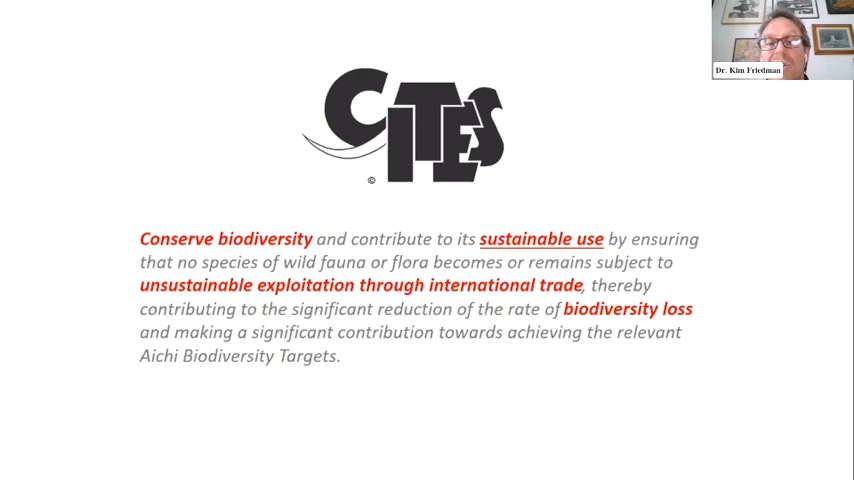 Dr. Kim Friedman
CITES
©
Conserve biodiversity and contribute to its sustainable use by ensuring
that no species of wild fauna or flora becomes or remains subject to
unsustainable exploitation through international trade, thereby
contributing to the significant reduction of the rate of biodiversity loss
and making a significant contribution towards achieving the relevant
Aichi Biodiversity Targets.